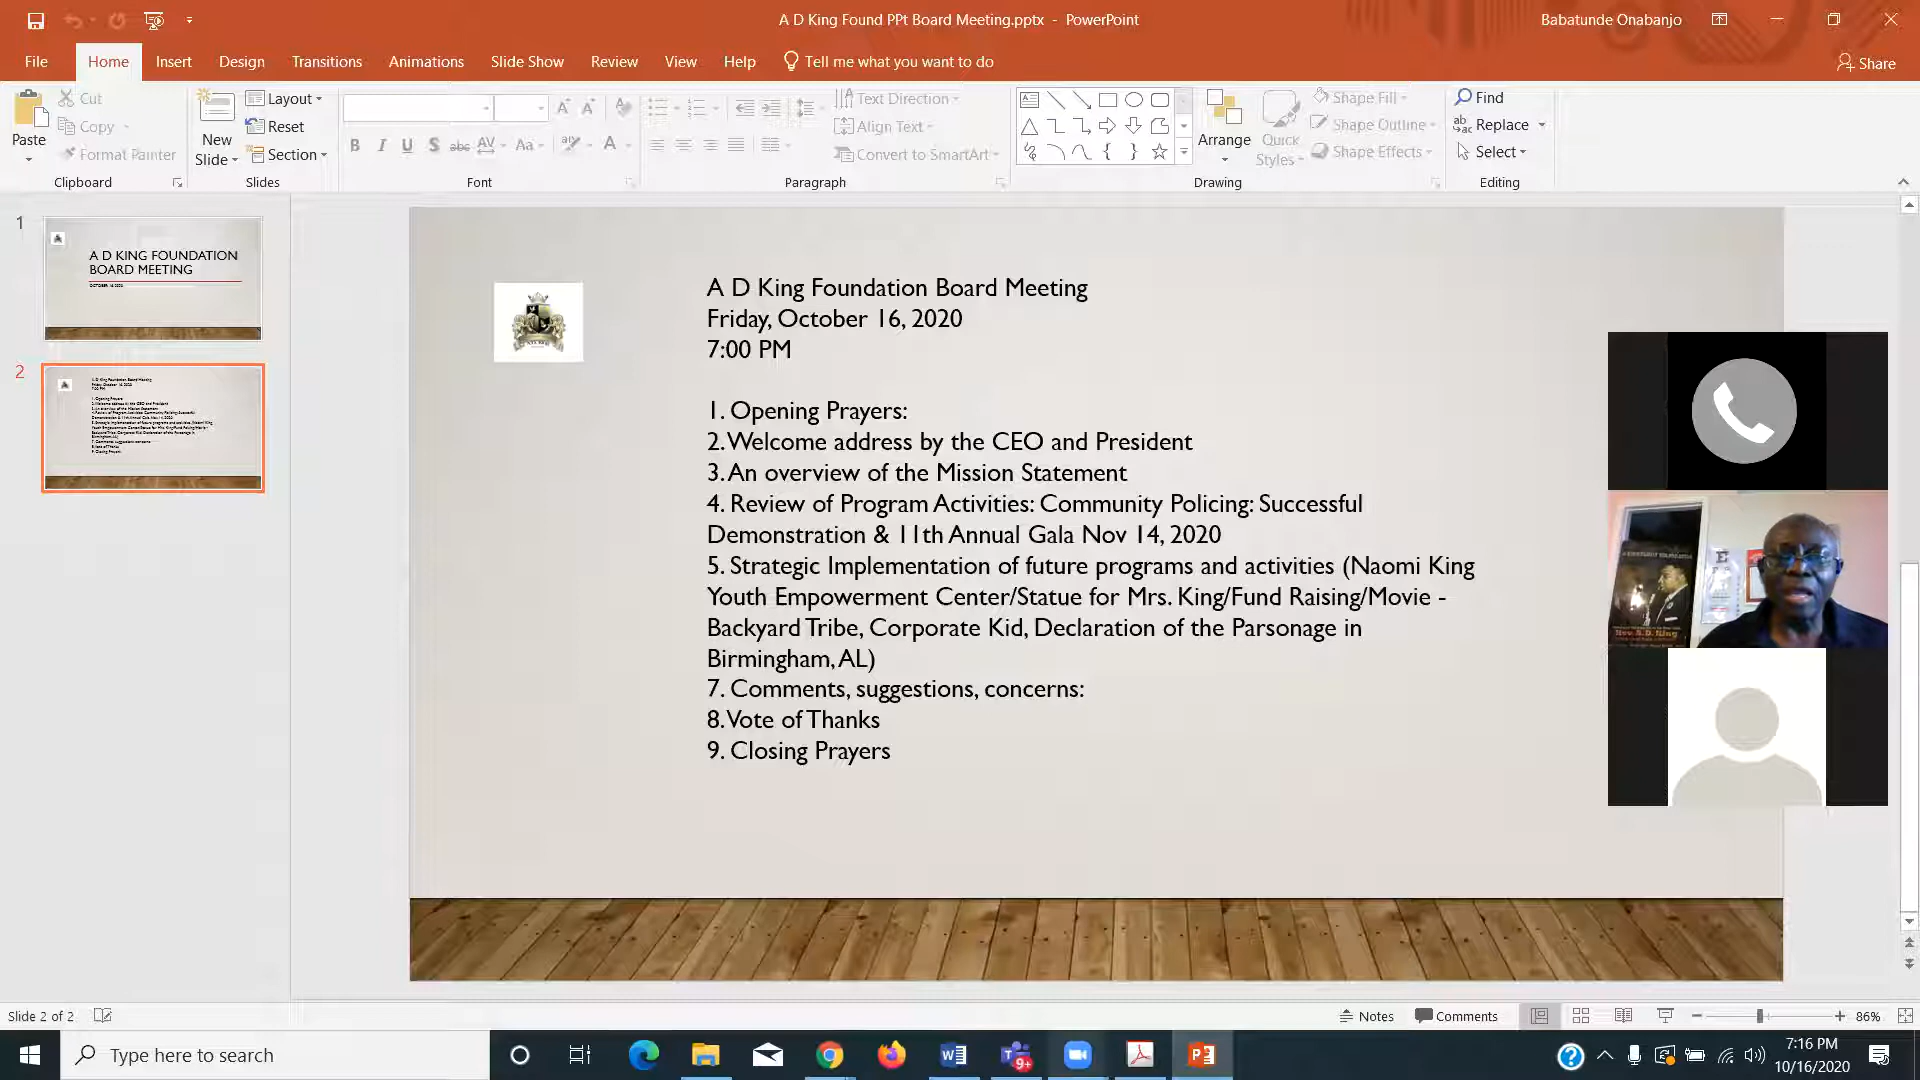 A D King Found PPt Board Meeting.pptx - PowerPoint
Babatunde Onabanjo
File Home Insert Design Transitions Animations Slide Show Review View Help Tell me what you want to do Share
Paste
Cut
Copy
Format Painter
Clipboard
New Slide
Layout
Reset
Section
Slides
Font
Text Direction
Align Text
Convert to SmartArt
Paragraph
Arrange
Quick Styles
Shape Fill
Shape Outline
Shape Effects
Drawing
Find
Replace
Select
Editing
1
A D KING FOUNDATION
BOARD MEETING
OCTOBER 16, 2020
2
A D King Foundation Board Meeting
Friday, October 16, 2020
7:00 PM
1. Opening Prayers:
2. Welcome address by the CEO and President
3. An overview of the Mission Statement
4. Review of Program Activities: Community Policing: Successful
Demonstration & 11th Annual Gala Nov 14, 2020
5. Strategic Implementation of future programs and activities (Naomi King
Youth Empowerment Center/Statue for Mrs. King/Fund Raising/Movie -
Backyard Tribe, Corporate Kid, Declaration of the Parsonage in
Birmingham, AL)
7. Comments, suggestions, concerns:
8. Vote of Thanks
9. Closing Prayers
Rev. A.D. King
Slide 2 of 2
Notes
Comments
86%
Type here to search
9+
7:16 PM
10/16/2020